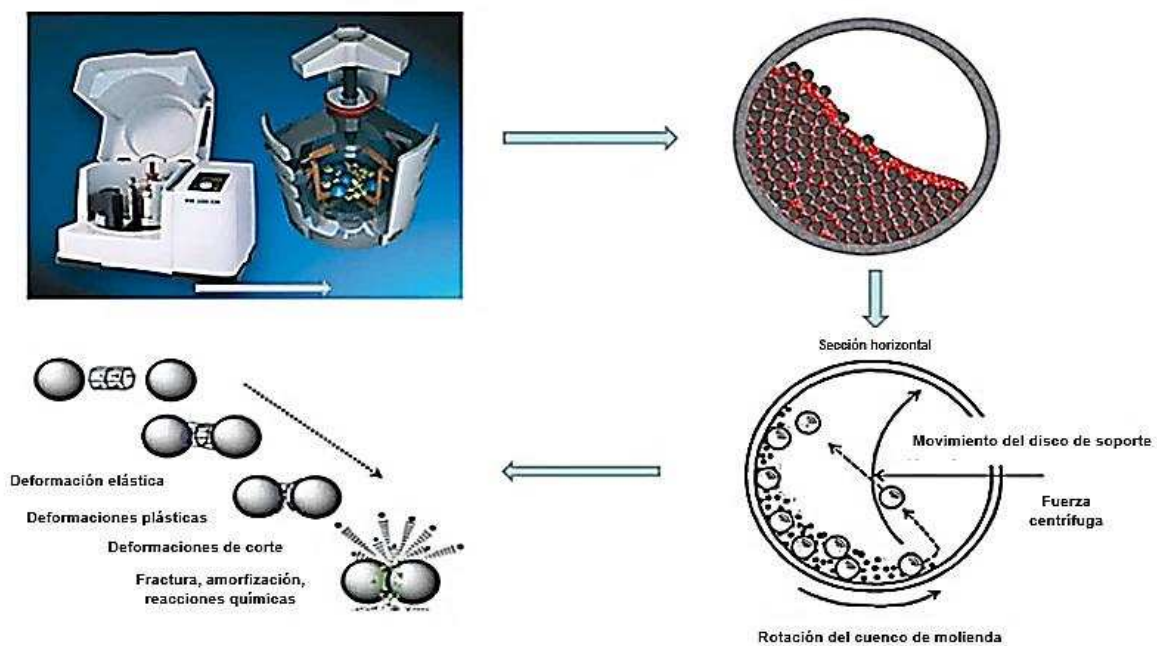 Sección horizontal
Movimiento del disco de soporte
Fuerza
centrífuga
Rotación del cuenco de molienda
Deformación elástica
Deformaciones plásticas
Deformaciones de corte
Fractura, amorfización,
reacciones químicas